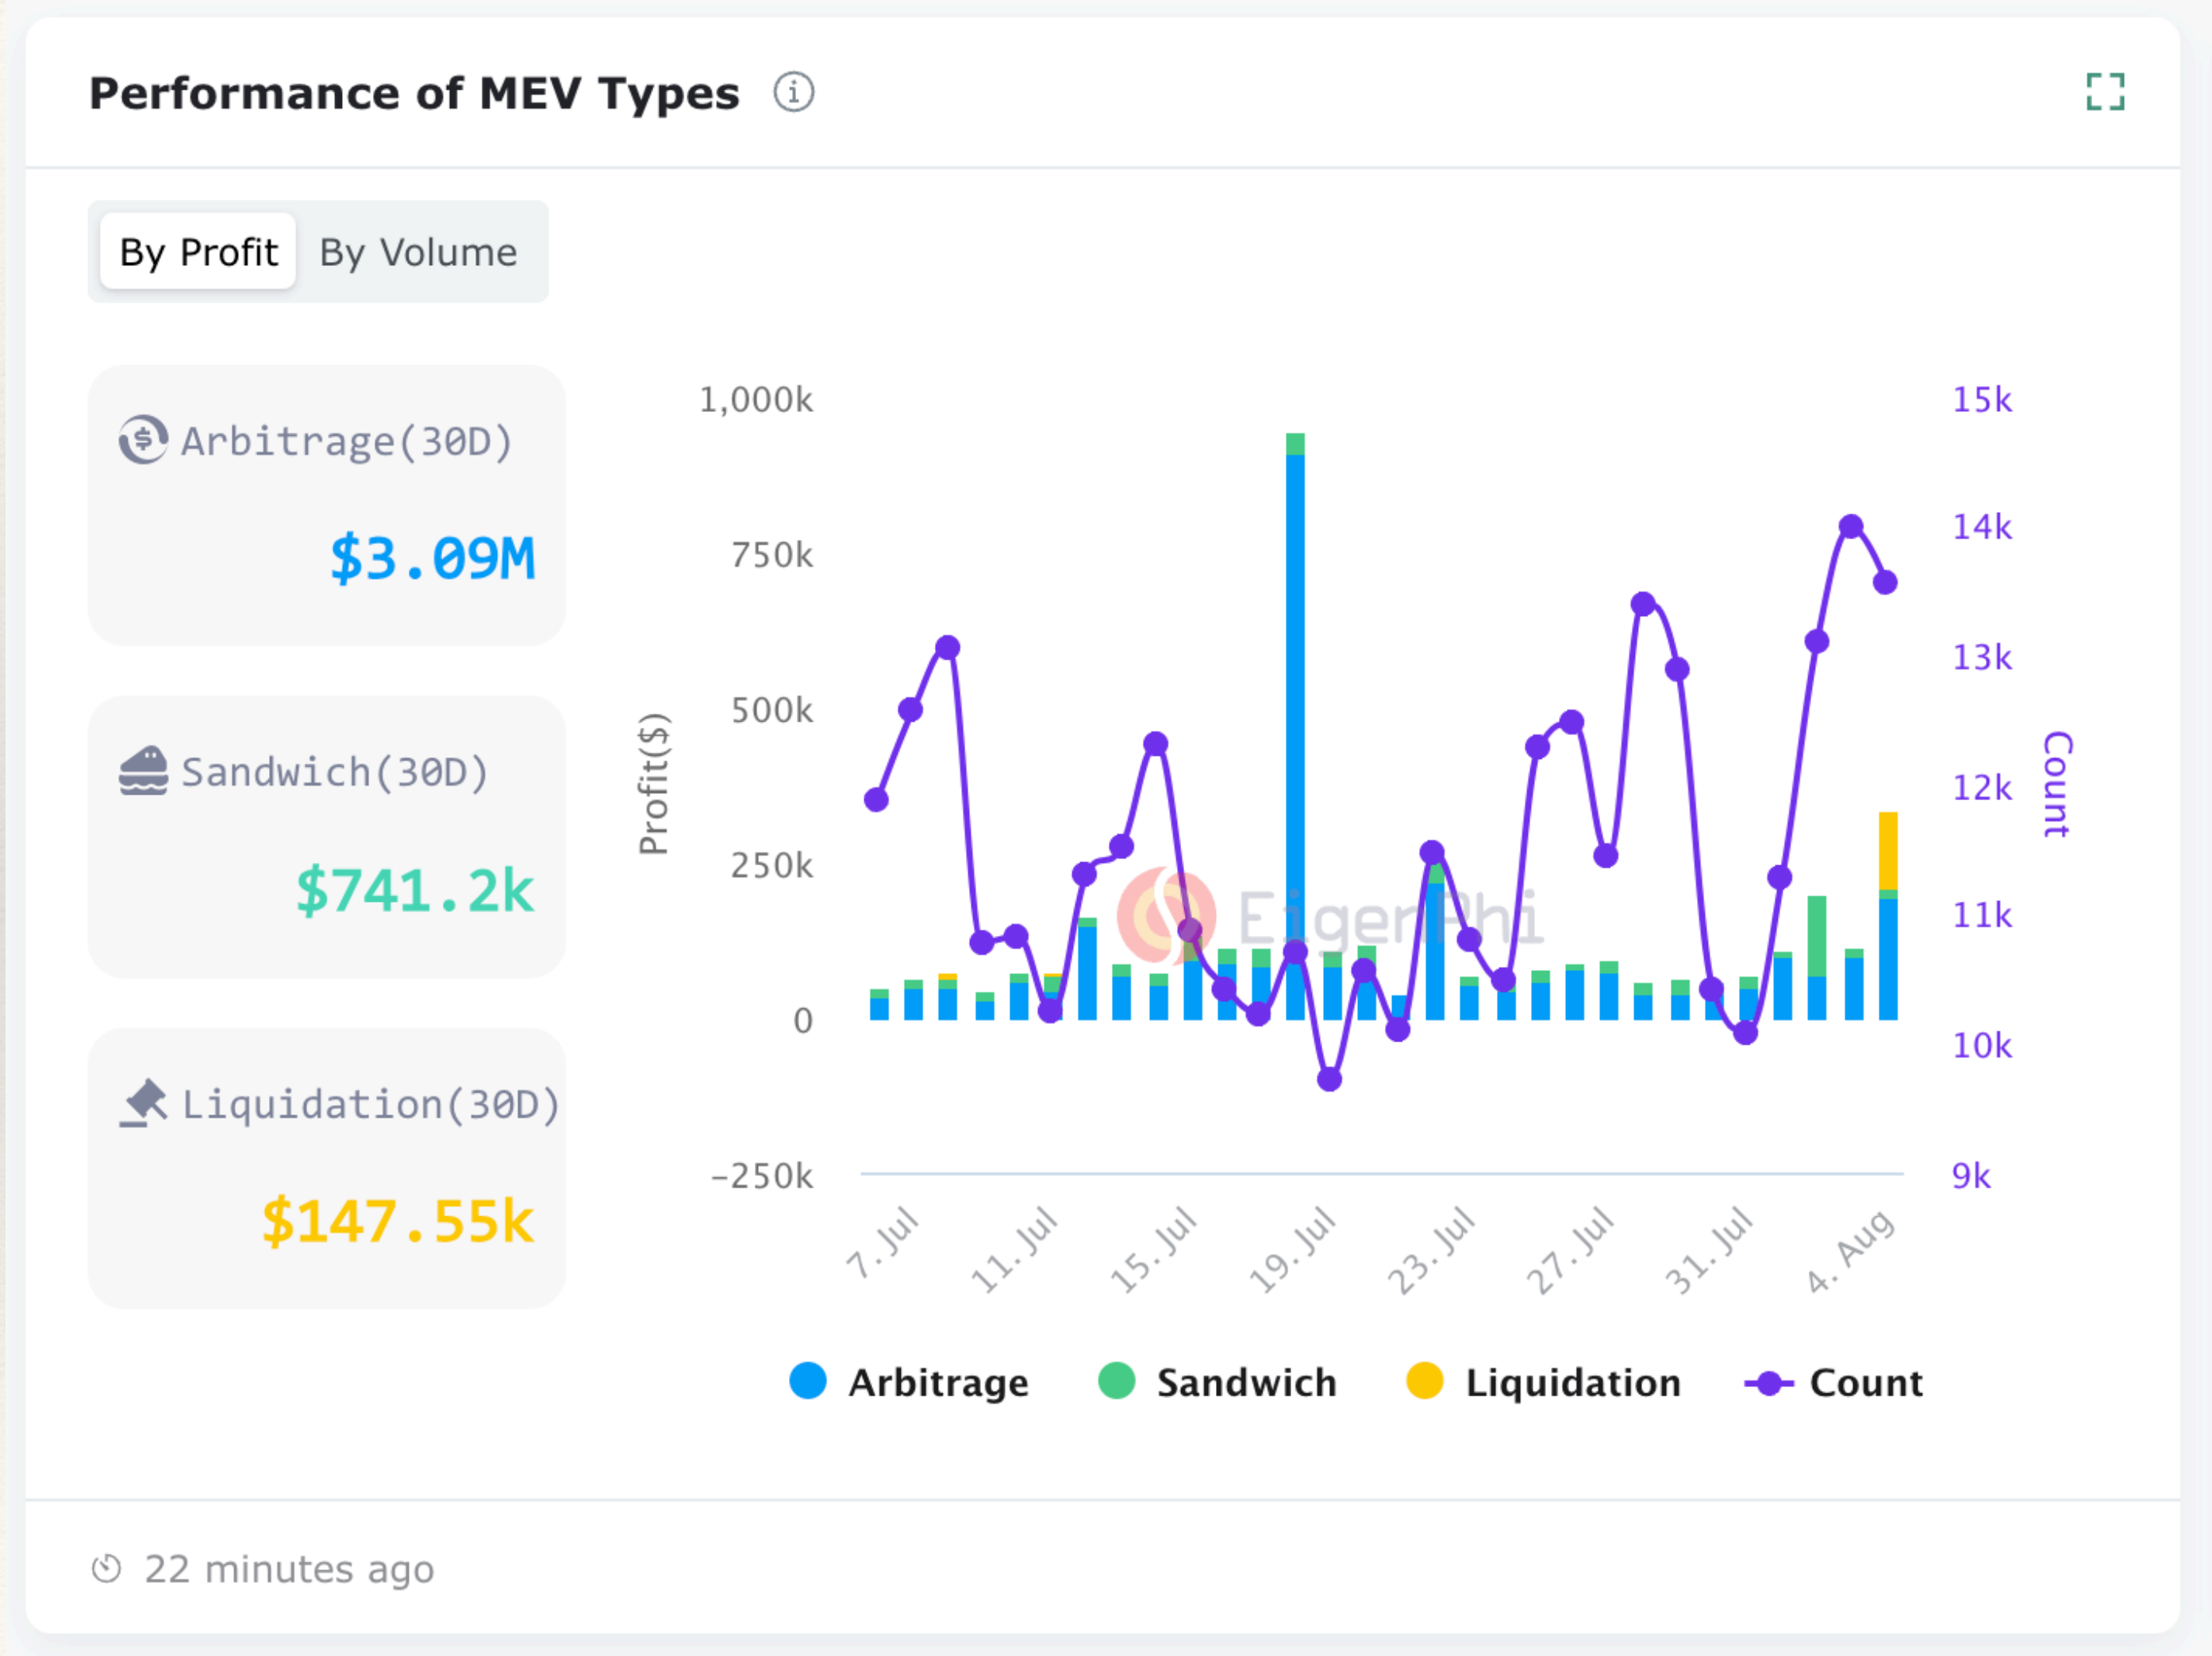 Performance of MEV Types
By Profit
By Volume
Arbitrage(30D)
$3.09M
Sandwich(30D)
$741.2k
Liquidation(30D)
$147.55k
Profit($)
1,000k
750k
500k
250k
0
−250k
EigenPhi
15k
14k
13k
12k
11k
10k
9k
Count
7. Jul
11. Jul
15. Jul
19. Jul
23. Jul
27. Jul
31. Jul
4. Aug
Arbitrage
Sandwich
Liquidation
Count
22 minutes ago